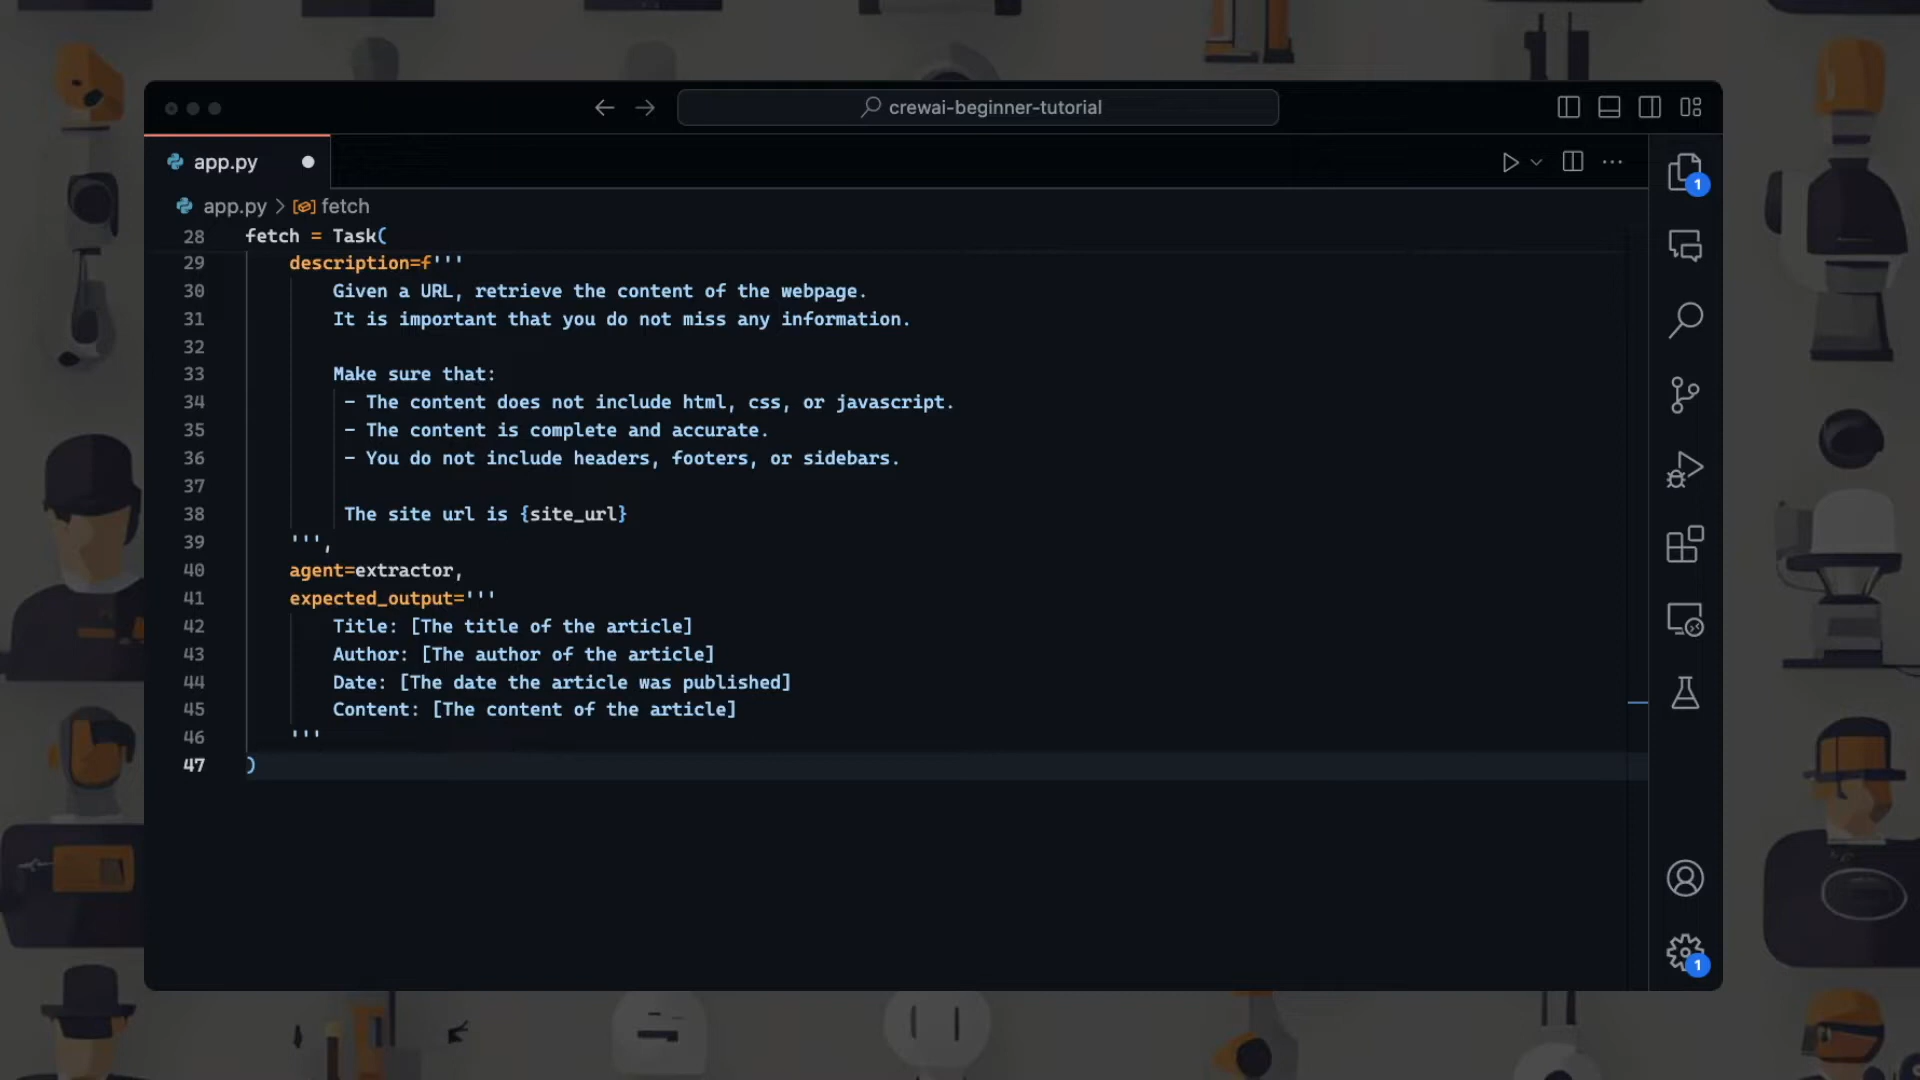 crewai-beginner-tutorial
app.py
app.py > fetch
28 fetch = Task(
29 description=f'''
30 Given a URL, retrieve the content of the webpage.
31 It is important that you do not miss any information.
32
33 Make sure that:
34 - The content does not include html, css, or javascript.
35 - The content is complete and accurate.
36 - You do not include headers, footers, or sidebars.
37
38 The site url is {site_url}
39 ''',
40 agent=extractor,
41 expected_output='''
42 Title: [The title of the article]
43 Author: [The author of the article]
44 Date: [The date the article was published]
45 Content: [The content of the article]
46 '''
47 )
1
1